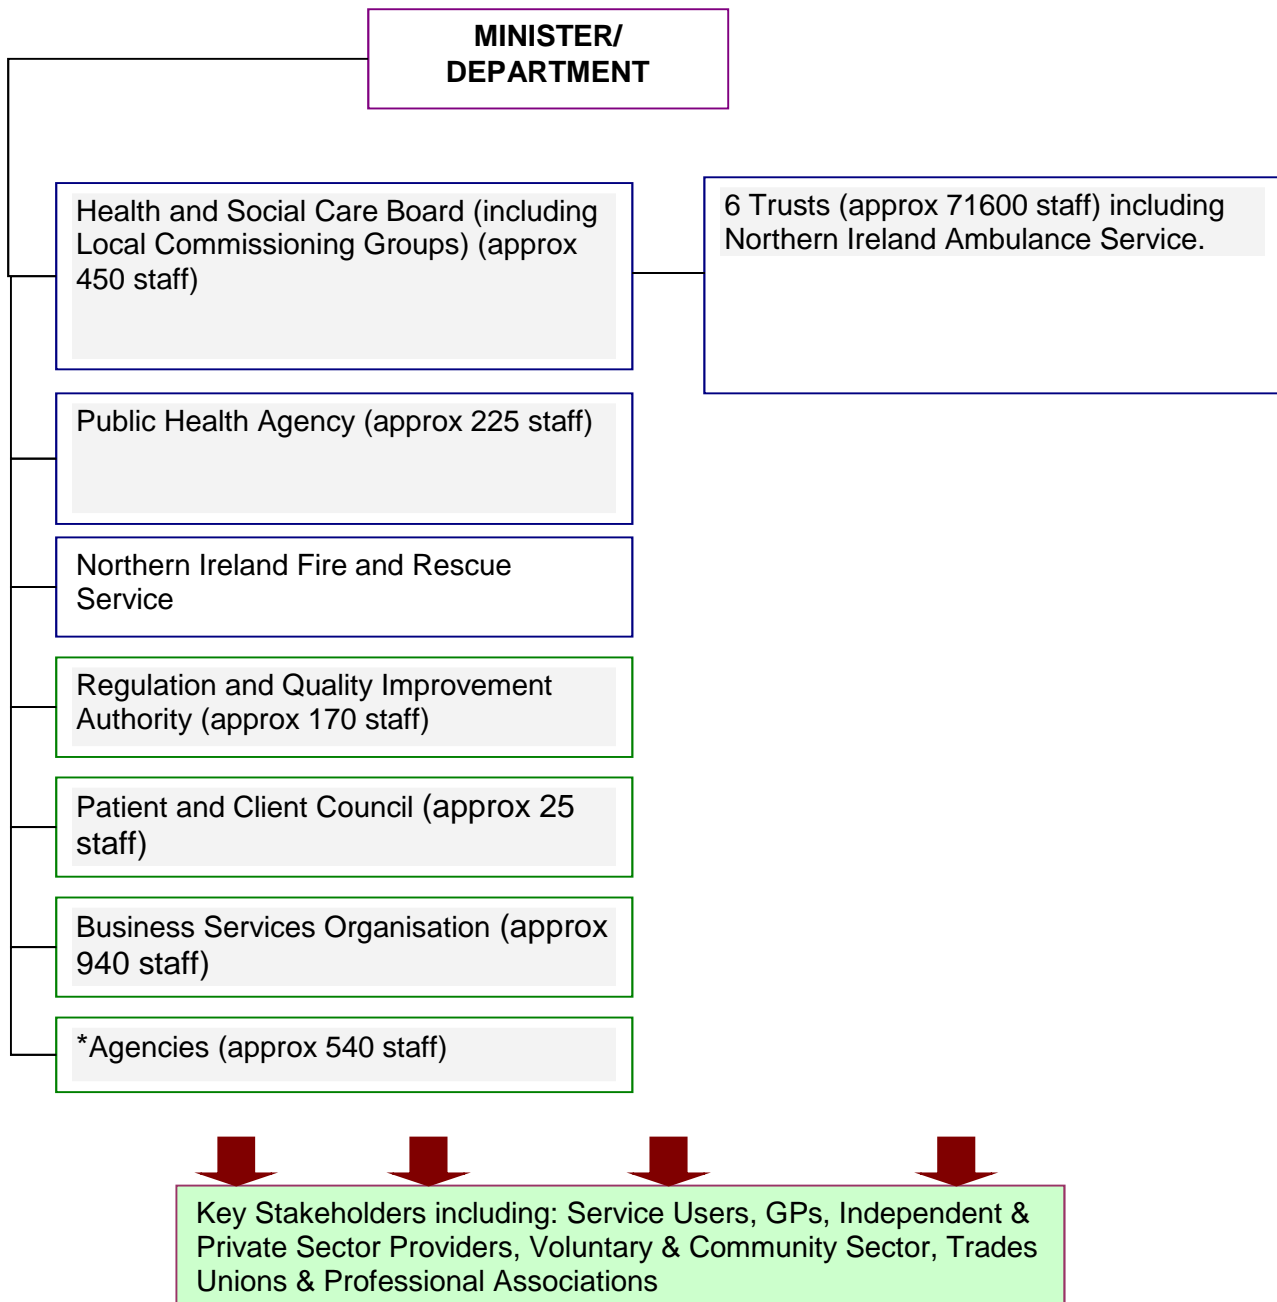 MINISTER/
DEPARTMENT
Health and Social Care Board (including
Local Commissioning Groups) (approx
450 staff)
6 Trusts (approx 71600 staff) including
Northern Ireland Ambulance Service.
Public Health Agency (approx 225 staff)
Northern Ireland Fire and Rescue
Service
Regulation and Quality Improvement
Authority (approx 170 staff)
Patient and Client Council (approx 25
staff)
Business Services Organisation (approx
940 staff)
*Agencies (approx 540 staff)
Key Stakeholders including: Service Users, GPs, Independent &
Private Sector Providers, Voluntary & Community Sector, Trades
Unions & Professional Associations